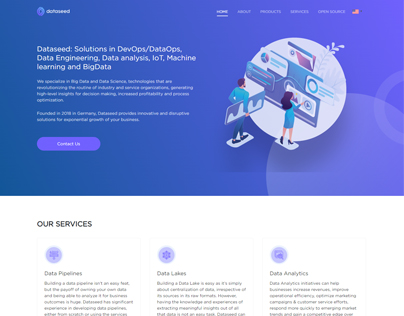 dataseed
HOME ABOUT PRODUCTS SERVICES OPEN SOURCE
Dataseed: Solutions in DevOps/DataOps,
Data Engineering, Data analysis, IoT, Machine
learning and BigData
We specialise in Big Data and Data Science, technologies that are
revolutionizing the routine of industry and service organizations, generating
high-level insights for decision making, increased profitability and process
optimization.
Founded in 2018 in Germany, Dataseed provides innovative and disruptive
solutions for exponential growth of your business.
Contact Us
OUR SERVICES
Data Pipelines
Building a data pipeline isn't an easy task,
but the payoff of owning your own data
and being able to analyze it for business
outcomes is huge. Dataseed has significant
experience in developing data pipelines,
either from scratch or using the services
Data Lakes
Building a Data Lake is easy as it's simply
about centralization of data, irrespective of
its sources in its raw formats. However,
having the knowledge and experiences of
extracting meaningful insights out of all
that data is not an easy task. Dataseed can
Data Analytics
Data Analytics initiatives can help
businesses increase revenues, improve
operational efficiency, optimize marketing
campaigns & customer service efforts,
respond more quickly to emerging market
trends and gain a competitive edge over